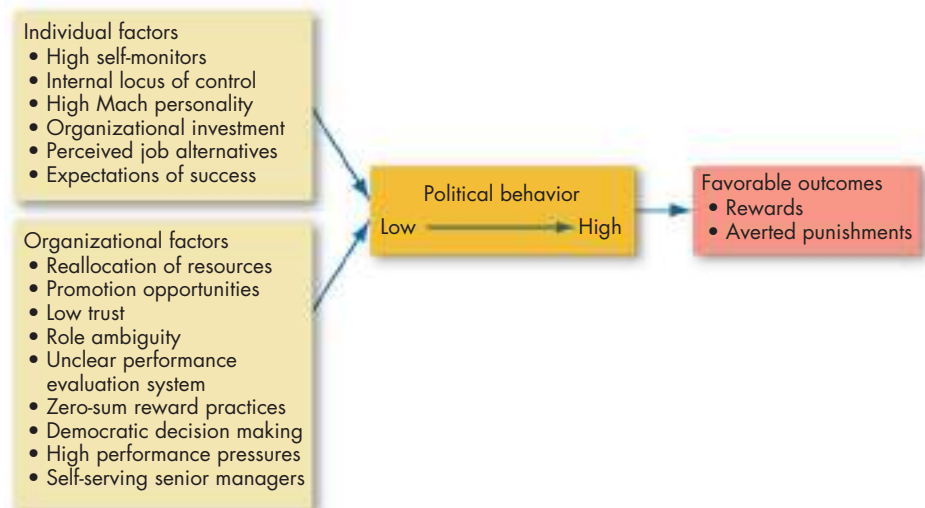 Individual factors
• High self-monitors
• Internal locus of control
• High Mach personality
• Organizational investment
• Perceived job alternatives
• Expectations of success
Organizational factors
• Reallocation of resources
• Promotion opportunities
• Low trust
• Role ambiguity
• Unclear performance
evaluation system
• Zero-sum reward practices
• Democratic decision making
• High performance pressures
• Self-serving senior managers
Political behavior
Low High
Favorable outcomes
• Rewards
• Averted punishments